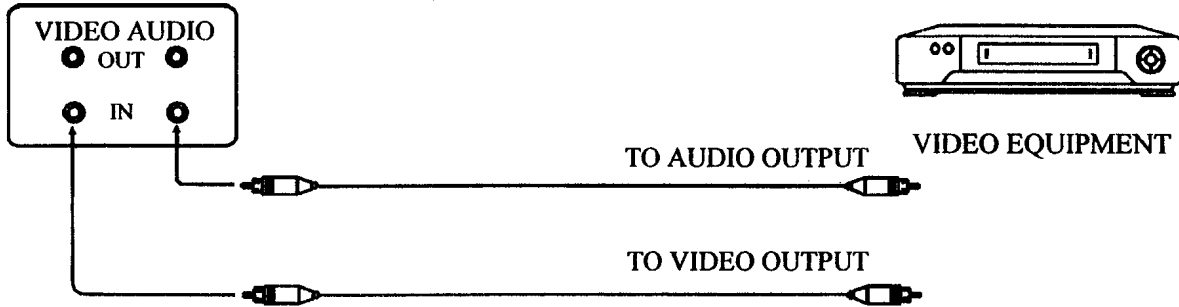 VIDEO AUDIO
OUT
IN
VIDEO EQUIPMENT
TO AUDIO OUTPUT
TO VIDEO OUTPUT